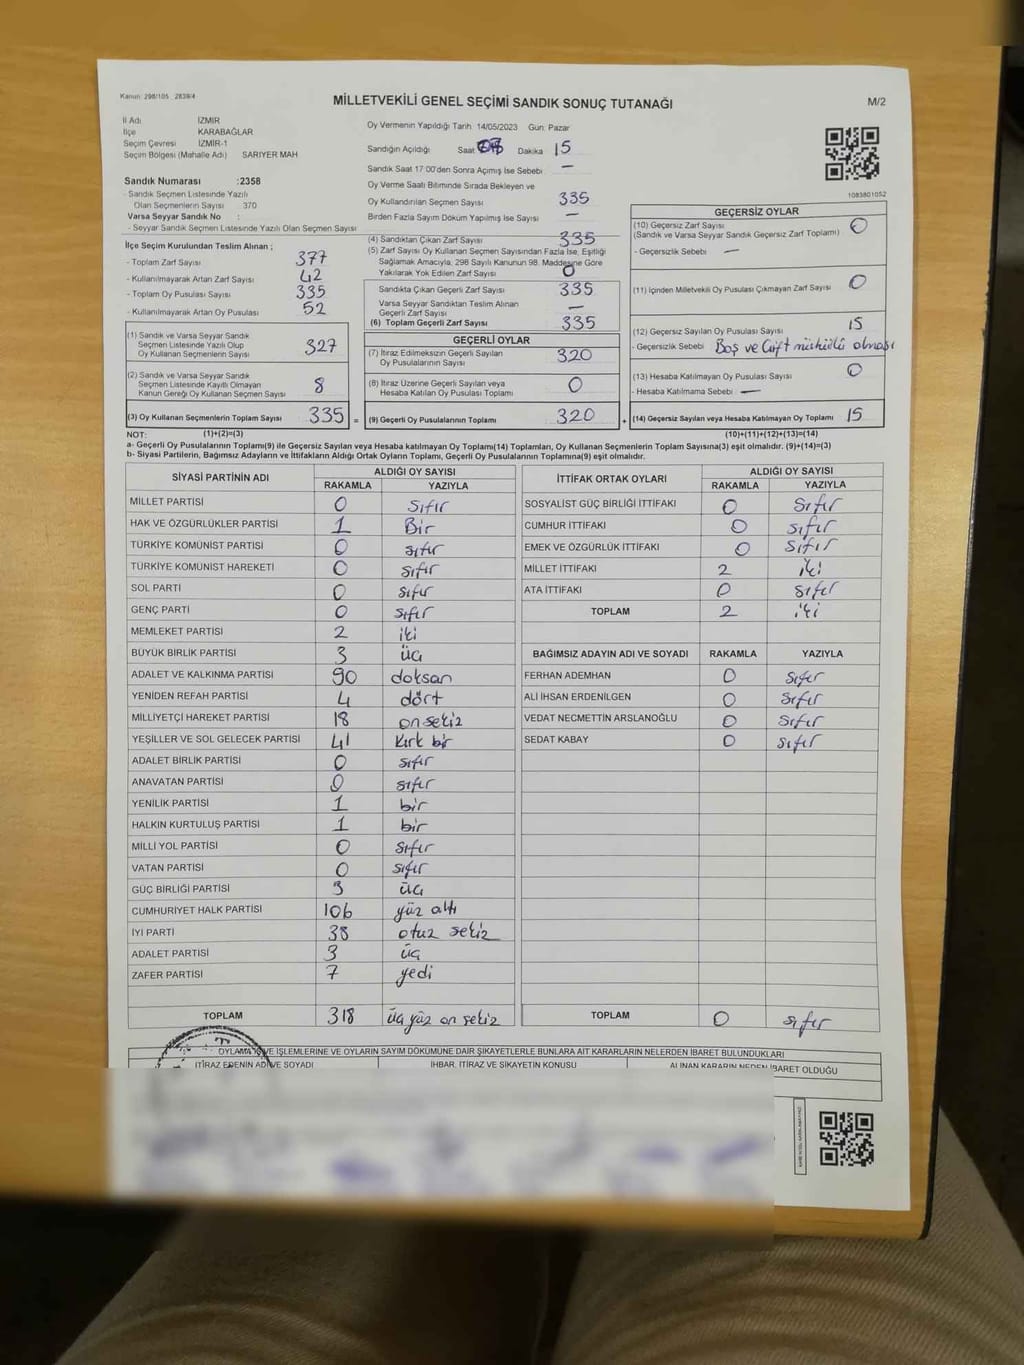 Kanun: 298/105 2839/4
MİLLETVEKİLİ GENEL SEÇİMİ SANDIK SONUÇ TUTANAĞI
M/2
İl Adı İZMİR
İlçe KARABAĞLAR
Seçim Çevresi İZMİR-1
Seçim Bölgesi (Mahalle Adı) SARIYER MAH
Sandık Numarası :2358
- Sandık Seçmen Listesinde Yazılı
Olan Seçmenlerin Sayısı 370
Varsa Seyyar Sandık No :
- Seyyar Sandık Seçmen Listesinde Yazılı Olan Seçmen Sayısı
Oy Vermenin Yapıldığı Tarih 14/05/2023 Gün: Pazar
Sandığın Açıldığı Saat Dakika 15
Sandık Saat 17:00'den Sonra Açımış İse Sebebi —
Oy Verme Saati Bitiminde Sırada Bekleyen ve
Oy Kullandırılan Seçmen Sayısı 335
Birden Fazla Sayım Döküm Yapılmış İse Sayısı —
1083801052
İlçe Seçim Kurulundan Teslim Alınan ;
- Toplam Zarf Sayısı 377
- Kullanılmayarak Artan Zarf Sayısı 42
- Toplam Oy Pusulası Sayısı 335
- Kullanılmayarak Artan Oy Pusulası 52
(1) Sandık ve Varsa Seyyar Sandık
Seçmen Listesinde Yazılı Olup
Oy Kullanan Seçmenlerin Sayısı 327
(2) Sandık ve Varsa Seyyar Sandık
Seçmen Listesinde Kayıtlı Olmayan
Kanun Gereği Oy Kullanan Seçmen Sayısı 8
(3) Oy Kullanan Seçmenlerin Toplam Sayısı 335 =
(4) Sandıktan Çıkan Zarf Sayısı 335
(5) Zarf Sayısı Oy Kullanan Seçmen Sayısından Fazla İse, Eşitliği
Sağlamak Amacıyla, 298 Sayılı Kanunun 98. Maddesine Göre
Yakılarak Yok Edilen Zarf Sayısı 0
Sandıkta Çıkan Geçerli Zarf Sayısı 335
Varsa Seyyar Sandıktan Teslim Alınan
Geçerli Zarf Sayısı —
(6) Toplam Geçerli Zarf Sayısı 335
GEÇERLİ OYLAR
(7) İtiraz Edilmeksizin Geçerli Sayılan
Oy Pusulalarının Sayısı 320
(8) İtiraz Üzerine Geçerli Sayılan veya
Hesaba Katılan Oy Pusulası Toplamı 0
(9) Geçerli Oy Pusulalarının Toplamı 320 +
GEÇERSİZ OYLAR
(10) Geçersiz Zarf Sayısı
(Sandık ve Varsa Seyyar Sandık Geçersiz Zarf Toplamı) 0
- Geçersizlik Sebebi —
(11) İçinden Milletvekili Oy Pusulası Çıkmayan Zarf Sayısı 0
(12) Geçersiz Sayılan Oy Pusulası Sayısı 15
- Geçersizlik Sebebi Boş ve Çift mühürlü olması
(13) Hesaba Katılmayan Oy Pusulası Sayısı 0
- Hesaba Katılmama Sebebi —
(14) Geçersiz Sayılan veya Hesaba Katılmayan Oy Toplamı 15
NOT: (1)+(2)=(3) (10)+(11)+(12)+(13)=(14)
a- Geçerli Oy Pusulalarının Toplamı(9) ile Geçersiz Sayılan veya Hesaba katılmayan Oy Toplamı(14) Toplamları, Oy Kullanan Seçmenlerin Toplam Sayısına(3) eşit olmalıdır. (9)+(14)=(3)
b- Siyasi Partilerin, Bağımsız Adayların ve İttifakların Aldığı Ortak Oyların Toplamı, Geçerli Oy Pusulalarının Toplamına(9) eşit olmalıdır.
SİYASİ PARTİNİN ADI ALDIĞI OY SAYISI
RAKAMLA YAZIYLA
MİLLET PARTİSİ 0 sıfır
HAK VE ÖZGÜRLÜKLER PARTİSİ 1 Bir
TÜRKİYE KOMÜNİST PARTİSİ 0 sıfır
TÜRKİYE KOMÜNİST HAREKETİ 0 sıfır
SOL PARTİ 0 sıfır
GENÇ PARTİ 0 sıfır
MEMLEKET PARTİSİ 2 iki
BÜYÜK BİRLİK PARTİSİ 3 üç
ADALET VE KALKINMA PARTİSİ 90 doksan
YENİDEN REFAH PARTİSİ 4 dört
MİLLİYETÇİ HAREKET PARTİSİ 18 on sekiz
YEŞİLLER VE SOL GELECEK PARTİSİ 41 kırk bir
ADALET BİRLİK PARTİSİ 0 sıfır
ANAVATAN PARTİSİ 0 sıfır
YENİLİK PARTİSİ 1 bir
HALKIN KURTULUŞ PARTİSİ 1 bir
MİLLİ YOL PARTİSİ 0 sıfır
VATAN PARTİSİ 0 sıfır
GÜÇ BİRLİĞİ PARTİSİ 3 üç
CUMHURİYET HALK PARTİSİ 106 yüz altı
İYİ PARTİ 38 otuz sekiz
ADALET PARTİSİ 3 üç
ZAFER PARTİSİ 7 yedi
TOPLAM 318 üç yüz on sekiz
İTTİFAK ORTAK OYLARI ALDIĞI OY SAYISI
RAKAMLA YAZIYLA
SOSYALİST GÜÇ BİRLİĞİ İTTİFAKI 0 sıfır
CUMHUR İTTİFAKI 0 sıfır
EMEK VE ÖZGÜRLÜK İTTİFAKI 0 sıfır
MİLLET İTTİFAKI 2 iki
ATA İTTİFAKI 0 sıfır
TOPLAM 2 iki
BAĞIMSIZ ADAYIN ADI VE SOYADI RAKAMLA YAZIYLA
FERHAN ADEMHAN 0 sıfır
ALİ İHSAN ERDENİLGEN 0 sıfır
VEDAT NECMETTİN ARSLANOĞLU 0 sıfır
SEDAT KABAY 0 sıfır
TOPLAM 0 sıfır
OYLAMA İŞ VE İŞLEMLERİNE VE OYLARIN SAYIM DÖKÜMÜNE DAİR ŞİKAYETLERLE BUNLARA AİT KARARLARIN NELERDEN İBARET BULUNDUKLARI
İTİRAZ EDENİN ADI VE SOYADI İHBAR, İTİRAZ VE ŞİKAYETİN KONUSU ALINAN KARARIN NEDEN İBARET OLDUĞU